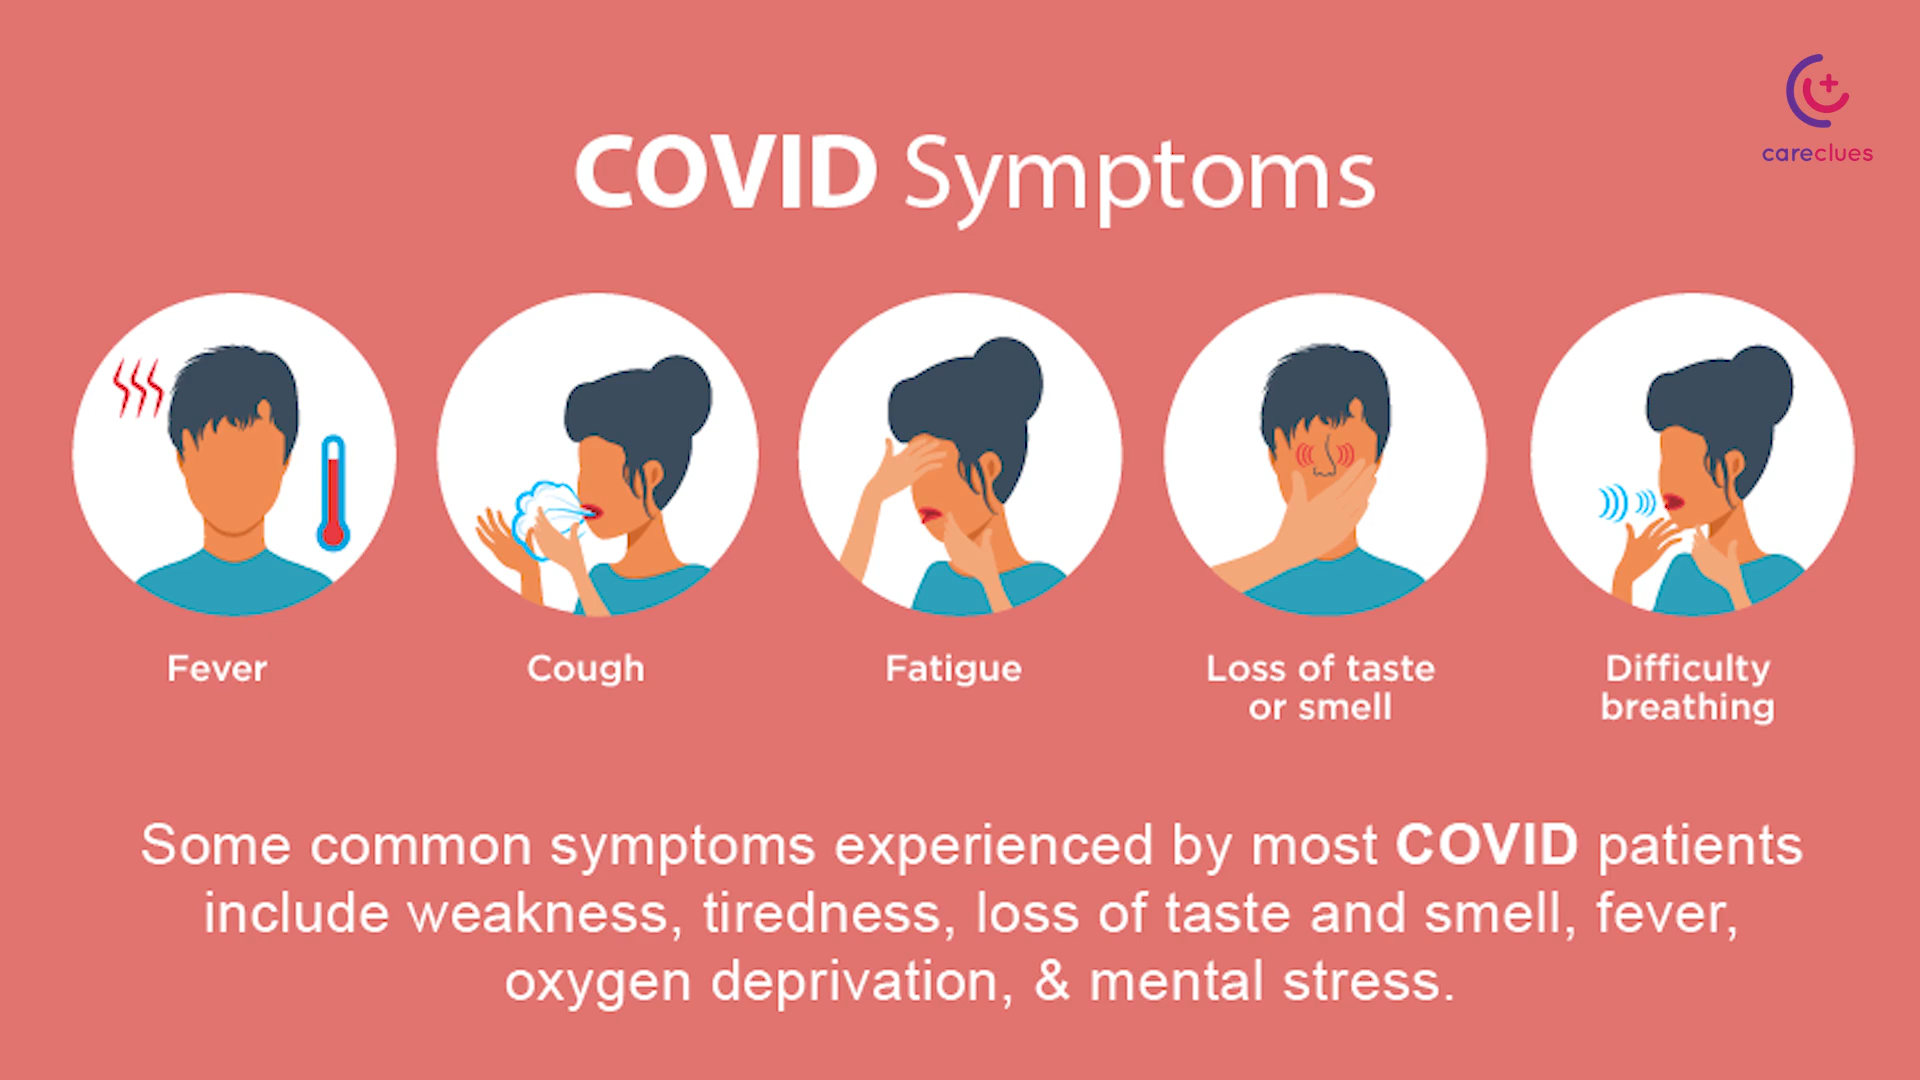 careclues
COVID Symptoms
Fever
Cough
Fatigue
Loss of taste
or smell
Difficulty
breathing
Some common symptoms experienced by most COVID patients
include weakness, tiredness, loss of taste and smell, fever,
oxygen deprivation, & mental stress.